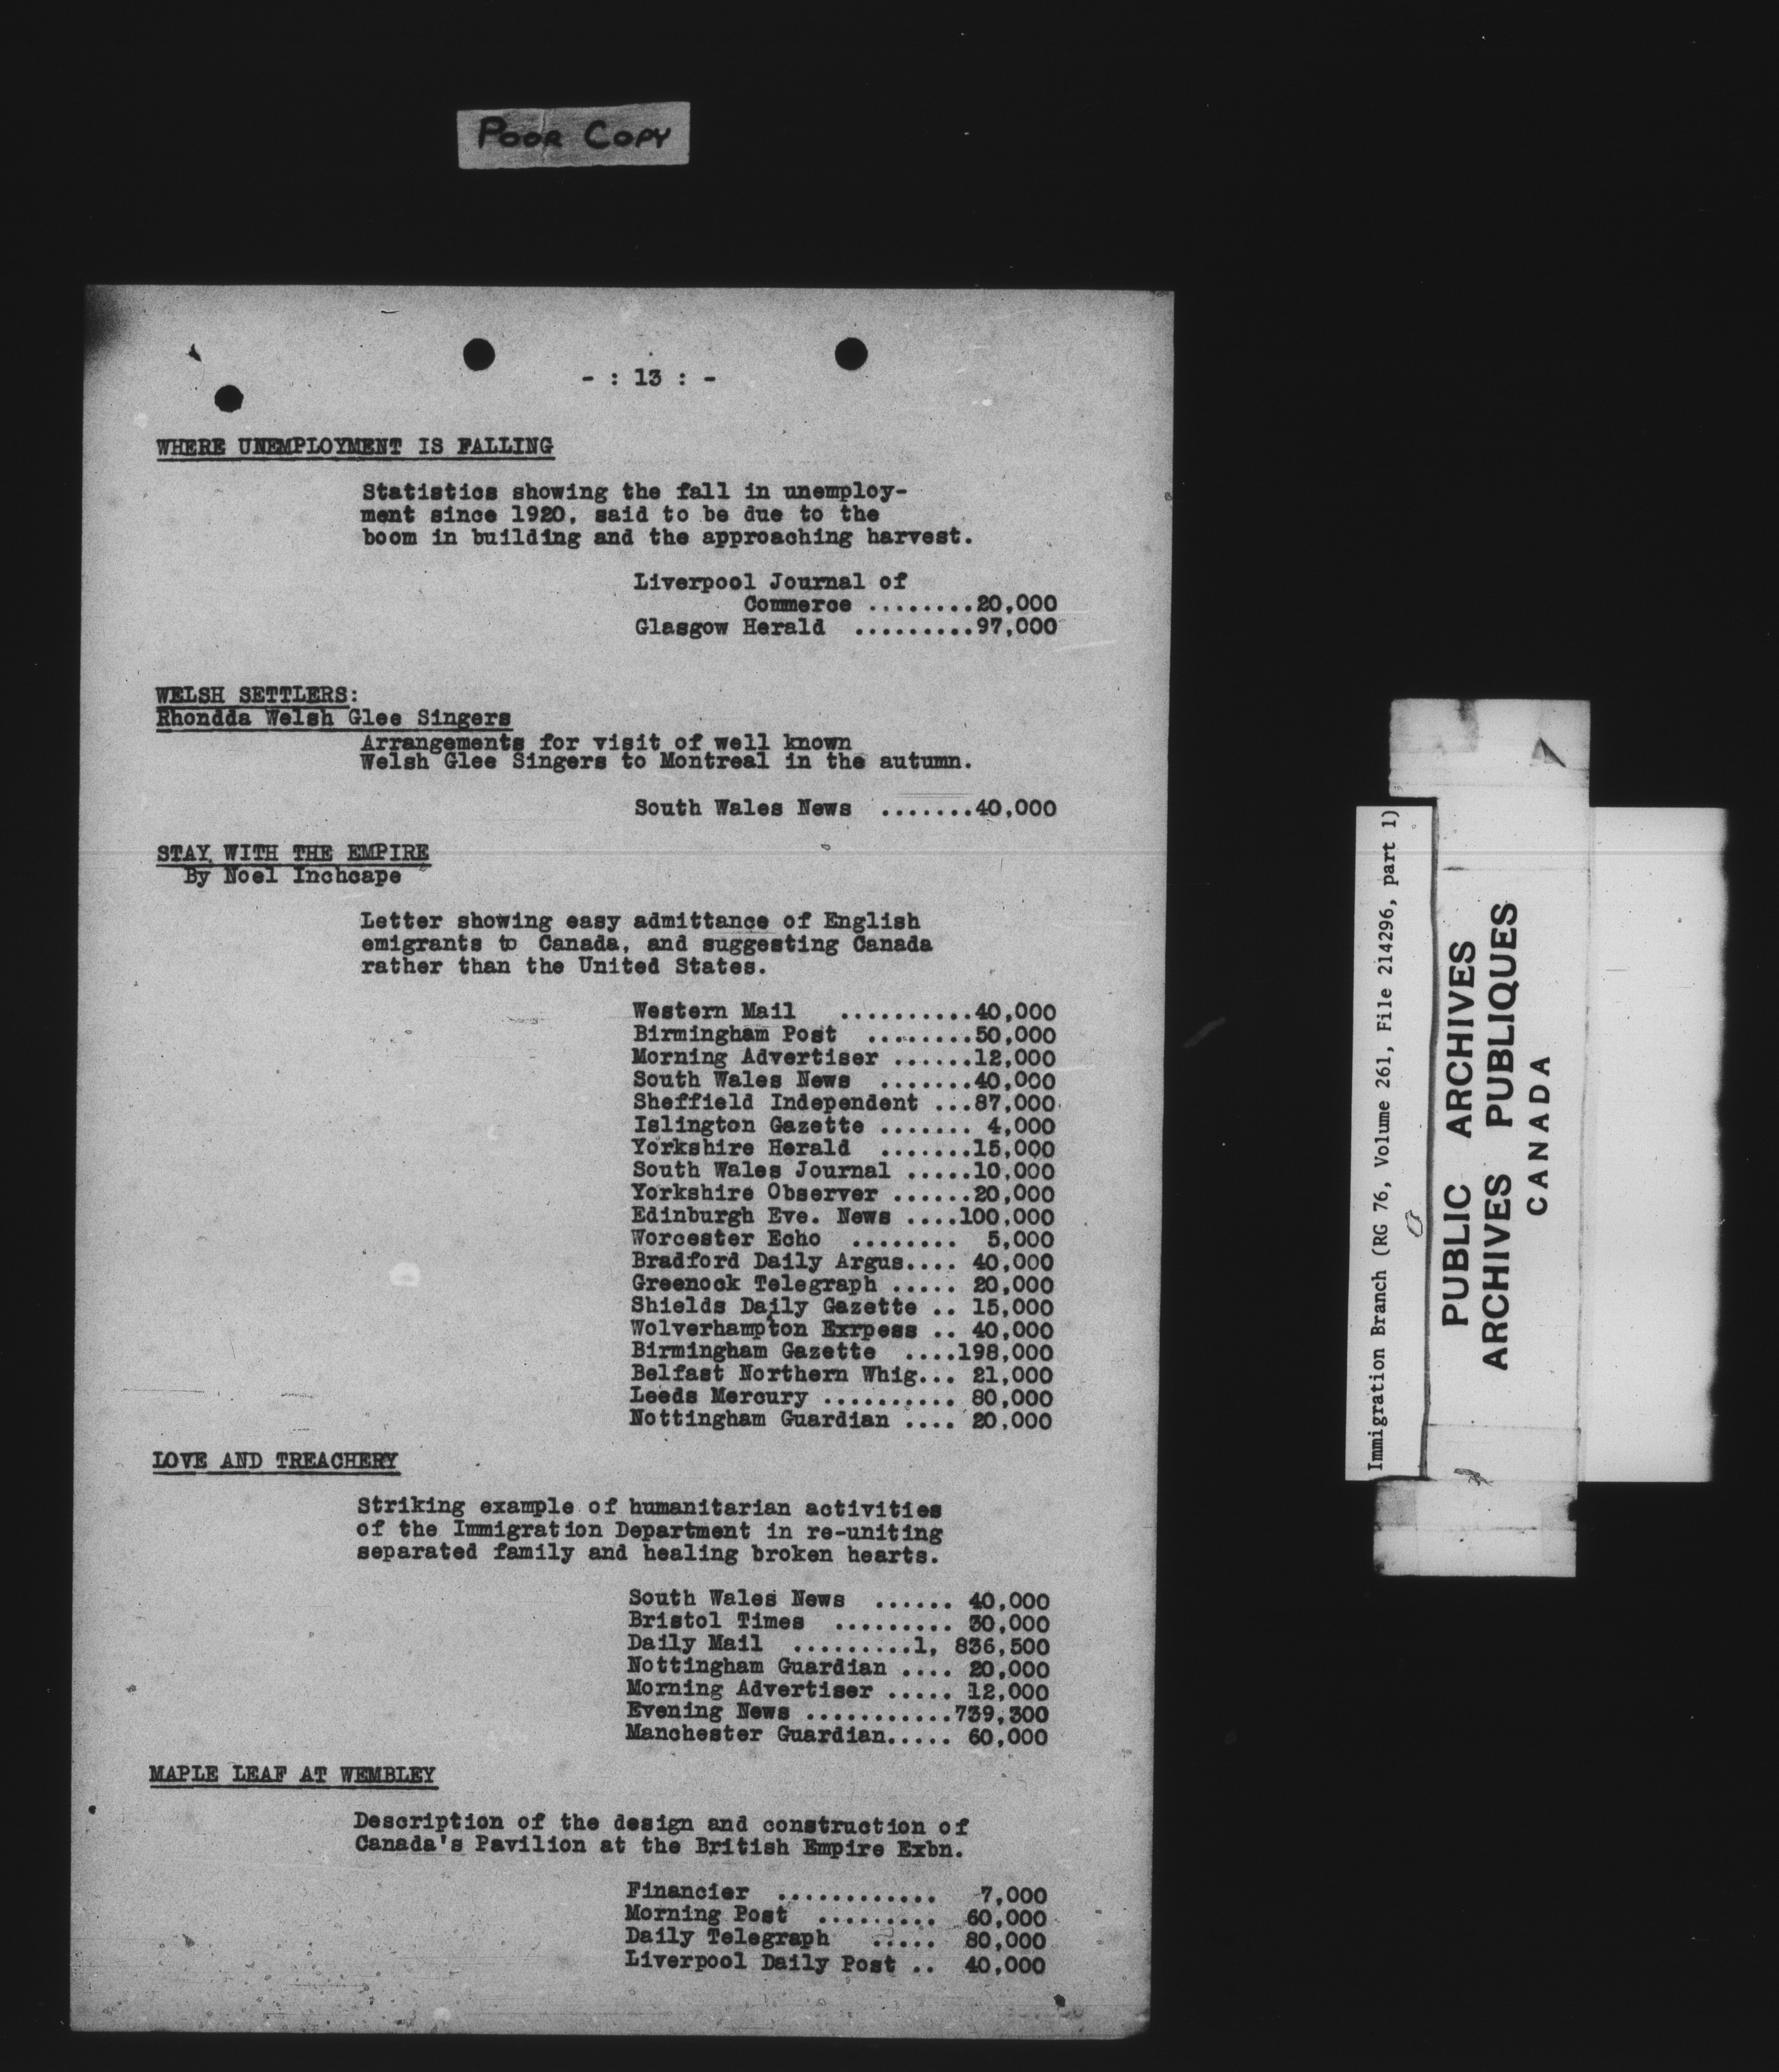 POOR COPY
- : 13 : -
WHERE UNEMPLOYMENT IS FALLING
Statistics showing the fall in unemploy-
ment since 1920, said to be due to the
boom in building and the approaching harvest.
Liverpool Journal of
Commerce ........20,000
Glasgow Herald .........97,000
WELSH SETTLERS:
Rhondda Welsh Glee Singers
Arrangements for visit of well known
Welsh Glee Singers to Montreal in the autumn.
South Wales News .......40,000
STAY WITH THE EMPIRE
By Noel Inchcape
Letter showing easy admittance of English
emigrants to Canada, and suggesting Canada
rather than the United States.
Western Mail ..........40,000
Birmingham Post ........50,000
Morning Advertiser ......12,000
South Wales News .......40,000
Sheffield Independent ...87,000
Islington Gazette ....... 4,000
Yorkshire Herald .......15,000
South Wales Journal .....10,000
Yorkshire Observer ......20,000
Edinburgh Eve. News ....100,000
Worcester Echo ........ 5,000
Bradford Daily Argus.... 40,000
Greenock Telegraph ..... 20,000
Shields Daily Gazette .. 15,000
Wolverhampton Exrpess .. 40,000
Birmingham Gazette ....198,000
Belfast Northern Whig... 21,000
Leeds Mercury .......... 80,000
Nottingham Guardian .... 20,000
LOVE AND TREACHERY
Striking example of humanitarian activities
of the Immigration Department in re-uniting
separated family and healing broken hearts.
South Wales News ...... 40,000
Bristol Times ......... 30,000
Daily Mail .........1, 836,500
Nottingham Guardian .... 20,000
Morning Advertiser ..... 12,000
Evening News ...........739,300
Manchester Guardian..... 60,000
MAPLE LEAF AT WEMBLEY
Description of the design and construction of
Canada's Pavilion at the British Empire Exbn.
Financier ............ 7,000
Morning Post ......... 60,000
Daily Telegraph ..... 80,000
Liverpool Daily Post .. 40,000
Immigration Branch (RG 76, Volume 261, File 214296, part 1)
PUBLIC ARCHIVES
ARCHIVES PUBLIQUES
CANADA